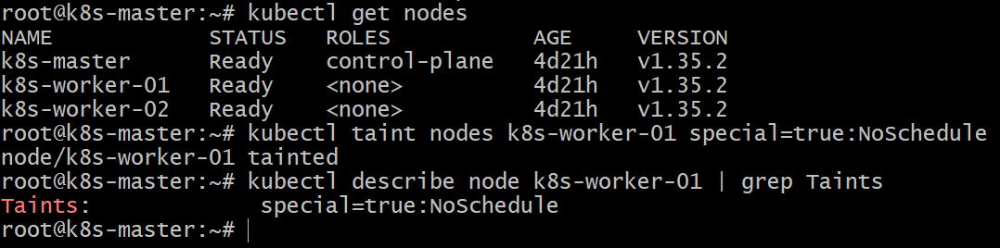 root@k8s-master:~# kubectl get nodes
NAME            STATUS   ROLES           AGE     VERSION
k8s-master      Ready    control-plane   4d21h   v1.35.2
k8s-worker-01   Ready    <none>          4d21h   v1.35.2
k8s-worker-02   Ready    <none>          4d21h   v1.35.2
root@k8s-master:~# kubectl taint nodes k8s-worker-01 special=true:NoSchedule
node/k8s-worker-01 tainted
root@k8s-master:~# kubectl describe node k8s-worker-01 | grep Taints
Taints:             special=true:NoSchedule
root@k8s-master:~#